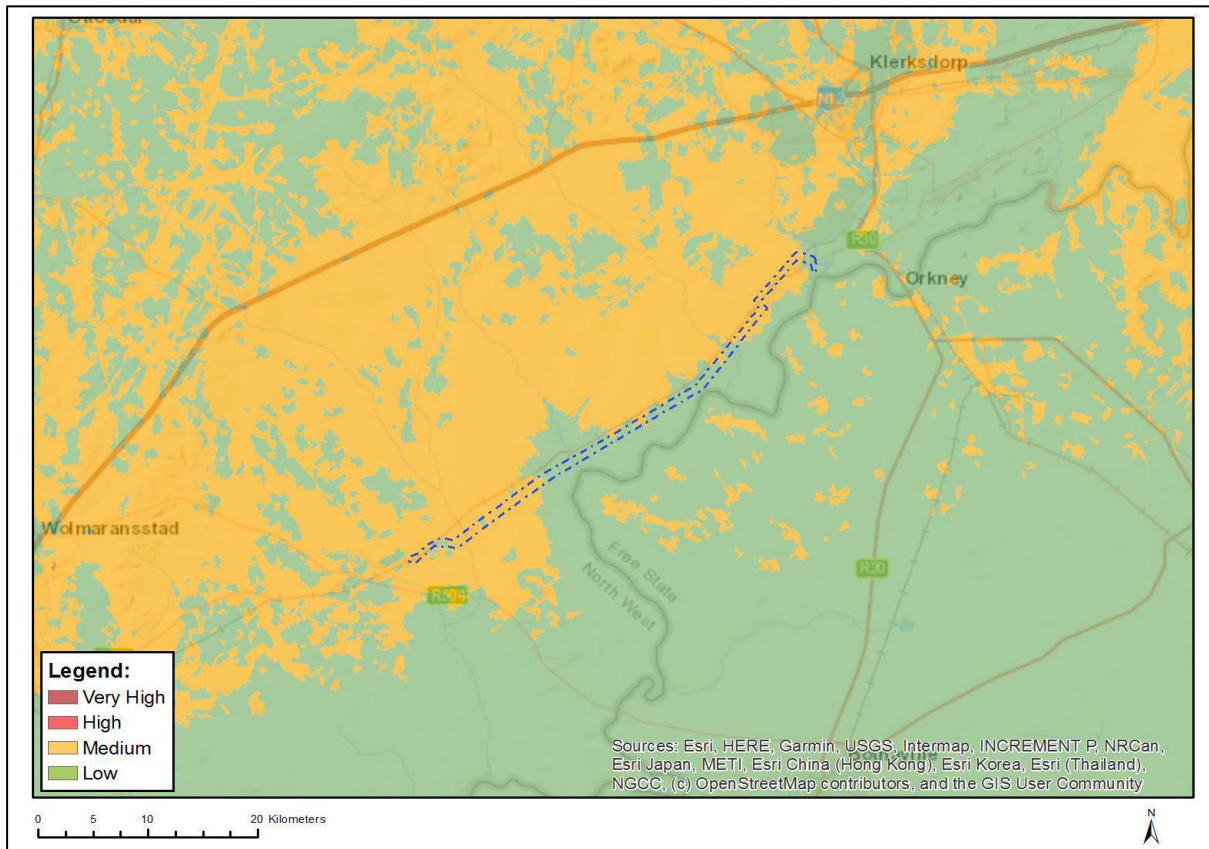 Klerksdorp
N12
R30
Orkney
Wolmaransstad
R504
Free State
North West
R30
Legend:
Very High
High
Medium
Low
Sources: Esri, HERE, Garmin, USGS, Intermap, INCREMENT P, NRCan,
Esri Japan, METI, Esri China (Hong Kong), Esri Korea, Esri (Thailand),
NGCC, (c) OpenStreetMap contributors, and the GIS User Community
0 5 10 20 Kilometers
N